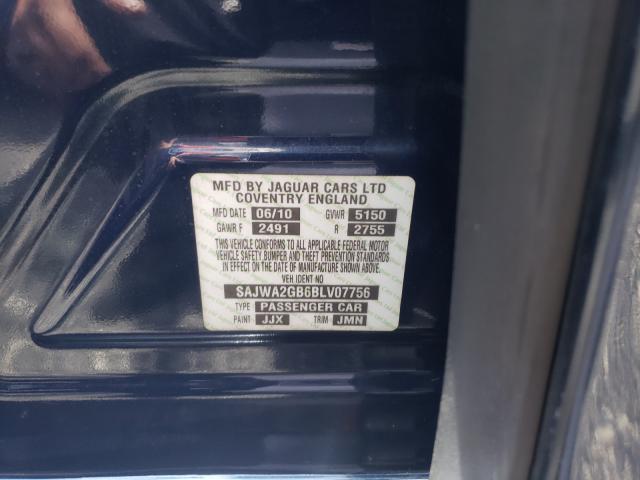 MFD BY JAGUAR CARS LTD
COVENTRY ENGLAND
MFD DATE 06/10 GVWR 5150
GAWR F 2491 R 2755
THIS VEHICLE CONFORMS TO ALL APPLICABLE FEDERAL MOTOR
VEHICLE SAFETY BUMPER AND THEFT PREVENTION STANDARDS
IN EFFECT ON THE DATE OF MANUFACTURE SHOWN ABOVE.
VEH IDENT NO
SAJWA2GB6BLV07756
TYPE PASSENGER CAR
PAINT JJX TRIM JMN